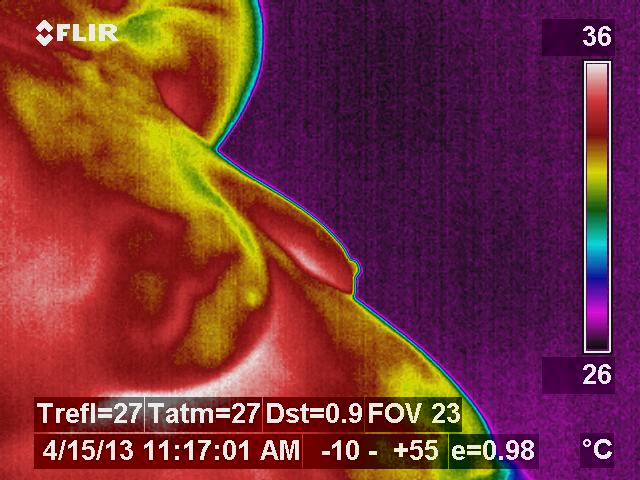 FLIR
36
26
Trefl=27 Tatm=27 Dst=0.9 FOV 23
4/15/13 11:17:01 AM -10 - +55 e=0.98 °C